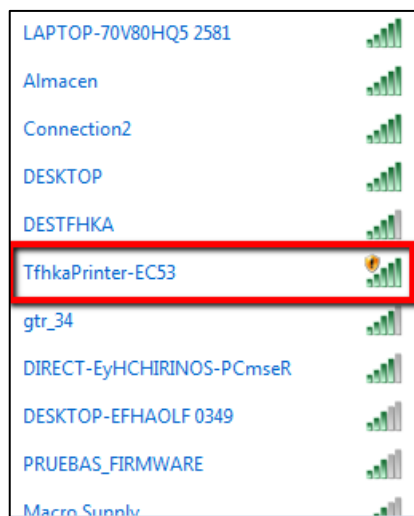 LAPTOP-70V80HQ5 2581
Almacen
Connection2
DESKTOP
DESTFHKA
TfhkaPrinter-EC53
gtr_34
DIRECT-EyHCHIRINOS-PCmseR
DESKTOP-EFHAOLF 0349
PRUEBAS_FIRMWARE
Macro Supply